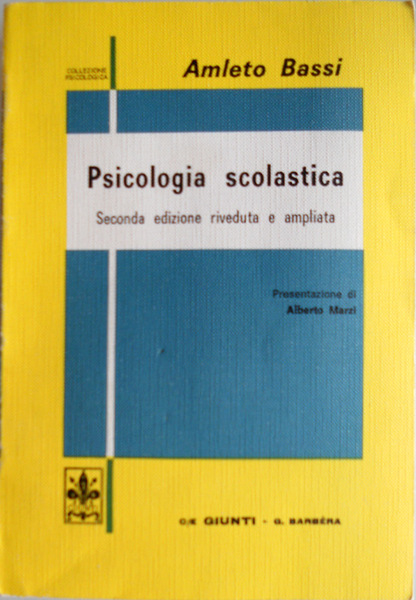 COLLEZIONE
PSICOLOGICA
Amleto Bassi
Psicologia scolastica
Seconda edizione riveduta e ampliata
Presentazione di
Alberto Marzi
C/E GIUNTI - G. BARBÈRA